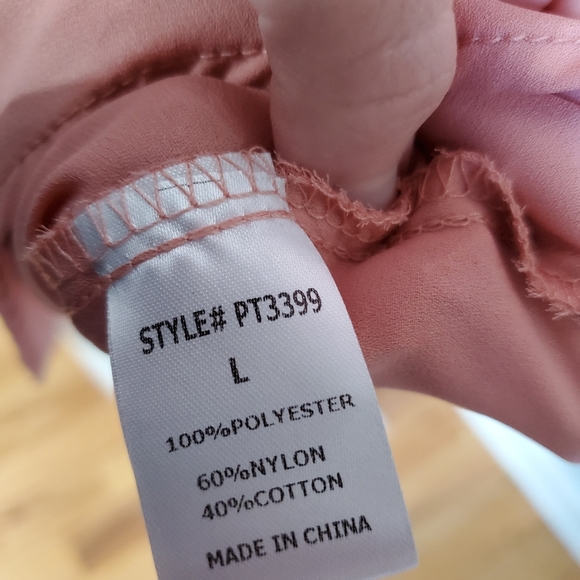 STYLE# PT3399
L
100%POLYESTER
60%NYLON
40%COTTON
MADE IN CHINA